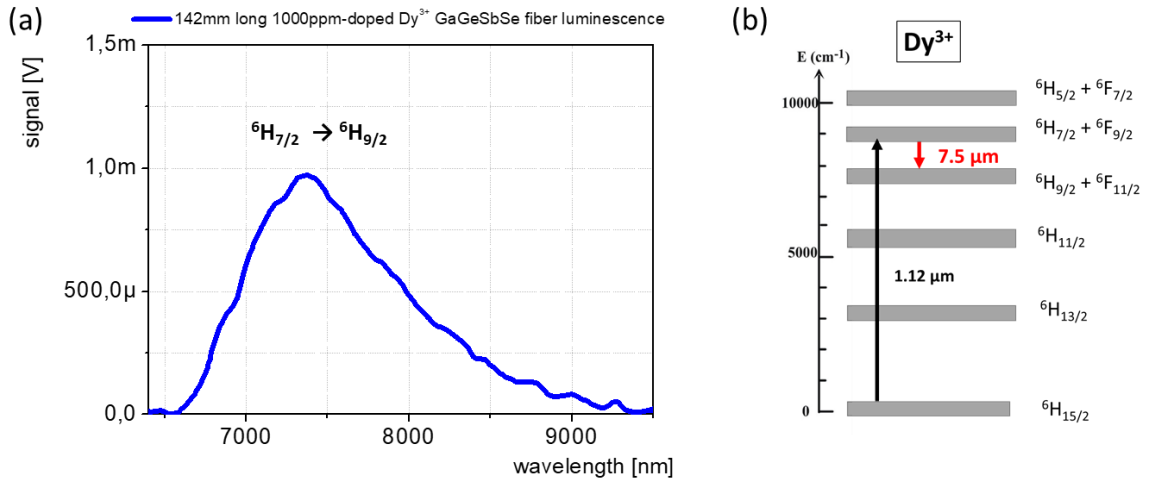 (a)
142mm long 1000ppm-doped Dy³⁺ GaGeSbSe fiber luminescence
signal [V]
1,5m
1,0m
500,0µ
0,0
⁶H₇/₂ → ⁶H₉/₂
7000 8000 9000
wavelength [nm]
(b)
Dy³⁺
E (cm⁻¹)
10000
5000
0
⁶H₅/₂ + ⁶F₇/₂
⁶H₇/₂ + ⁶F₉/₂
7.5 µm
⁶H₉/₂ + ⁶F₁₁/₂
⁶H₁₁/₂
1.12 µm
⁶H₁₃/₂
⁶H₁₅/₂